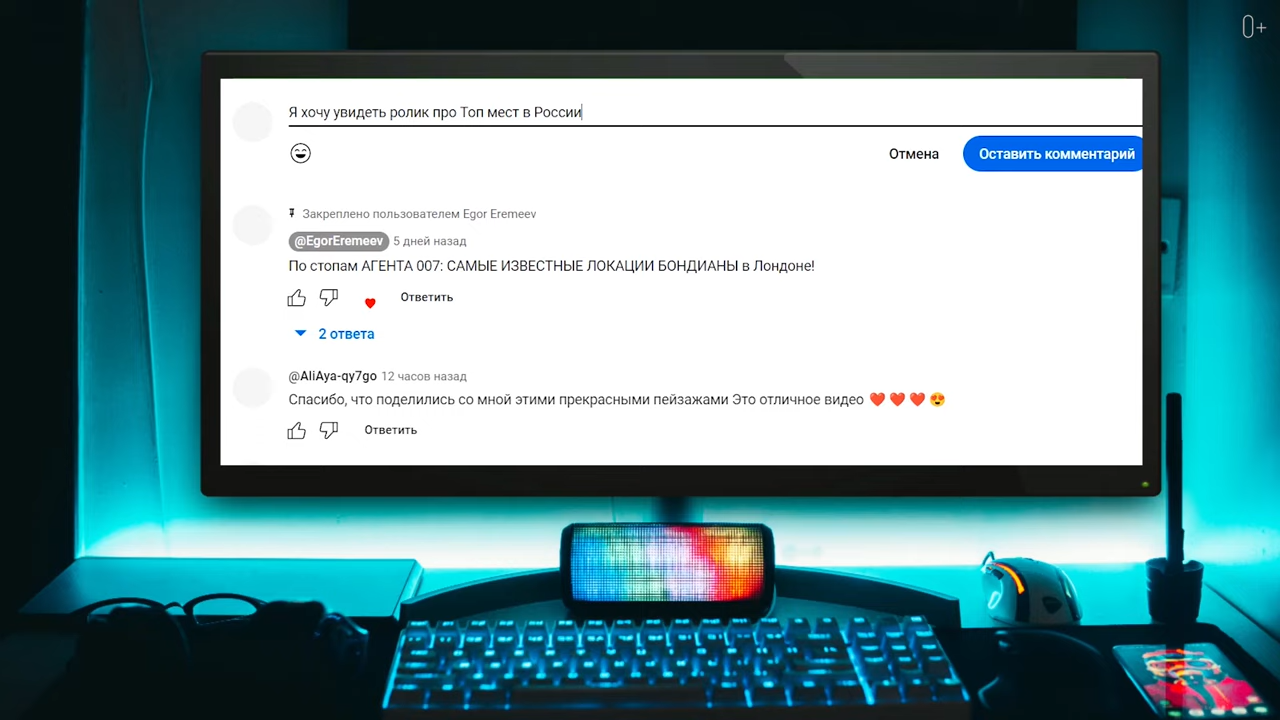 0+
Я хочу увидеть ролик про Топ мест в России
Отмена
Оставить комментарий
Закреплено пользователем Egor Eremeev
@EgorEremeev 5 дней назад
По стопам АГЕНТА 007: САМЫЕ ИЗВЕСТНЫЕ ЛОКАЦИИ БОНДИАНЫ в Лондоне!
Ответить
2 ответа
@AliAya-qy7go 12 часов назад
Спасибо, что поделились со мной этими прекрасными пейзажами Это отличное видео ❤️ ❤️ ❤️ 😍
Ответить